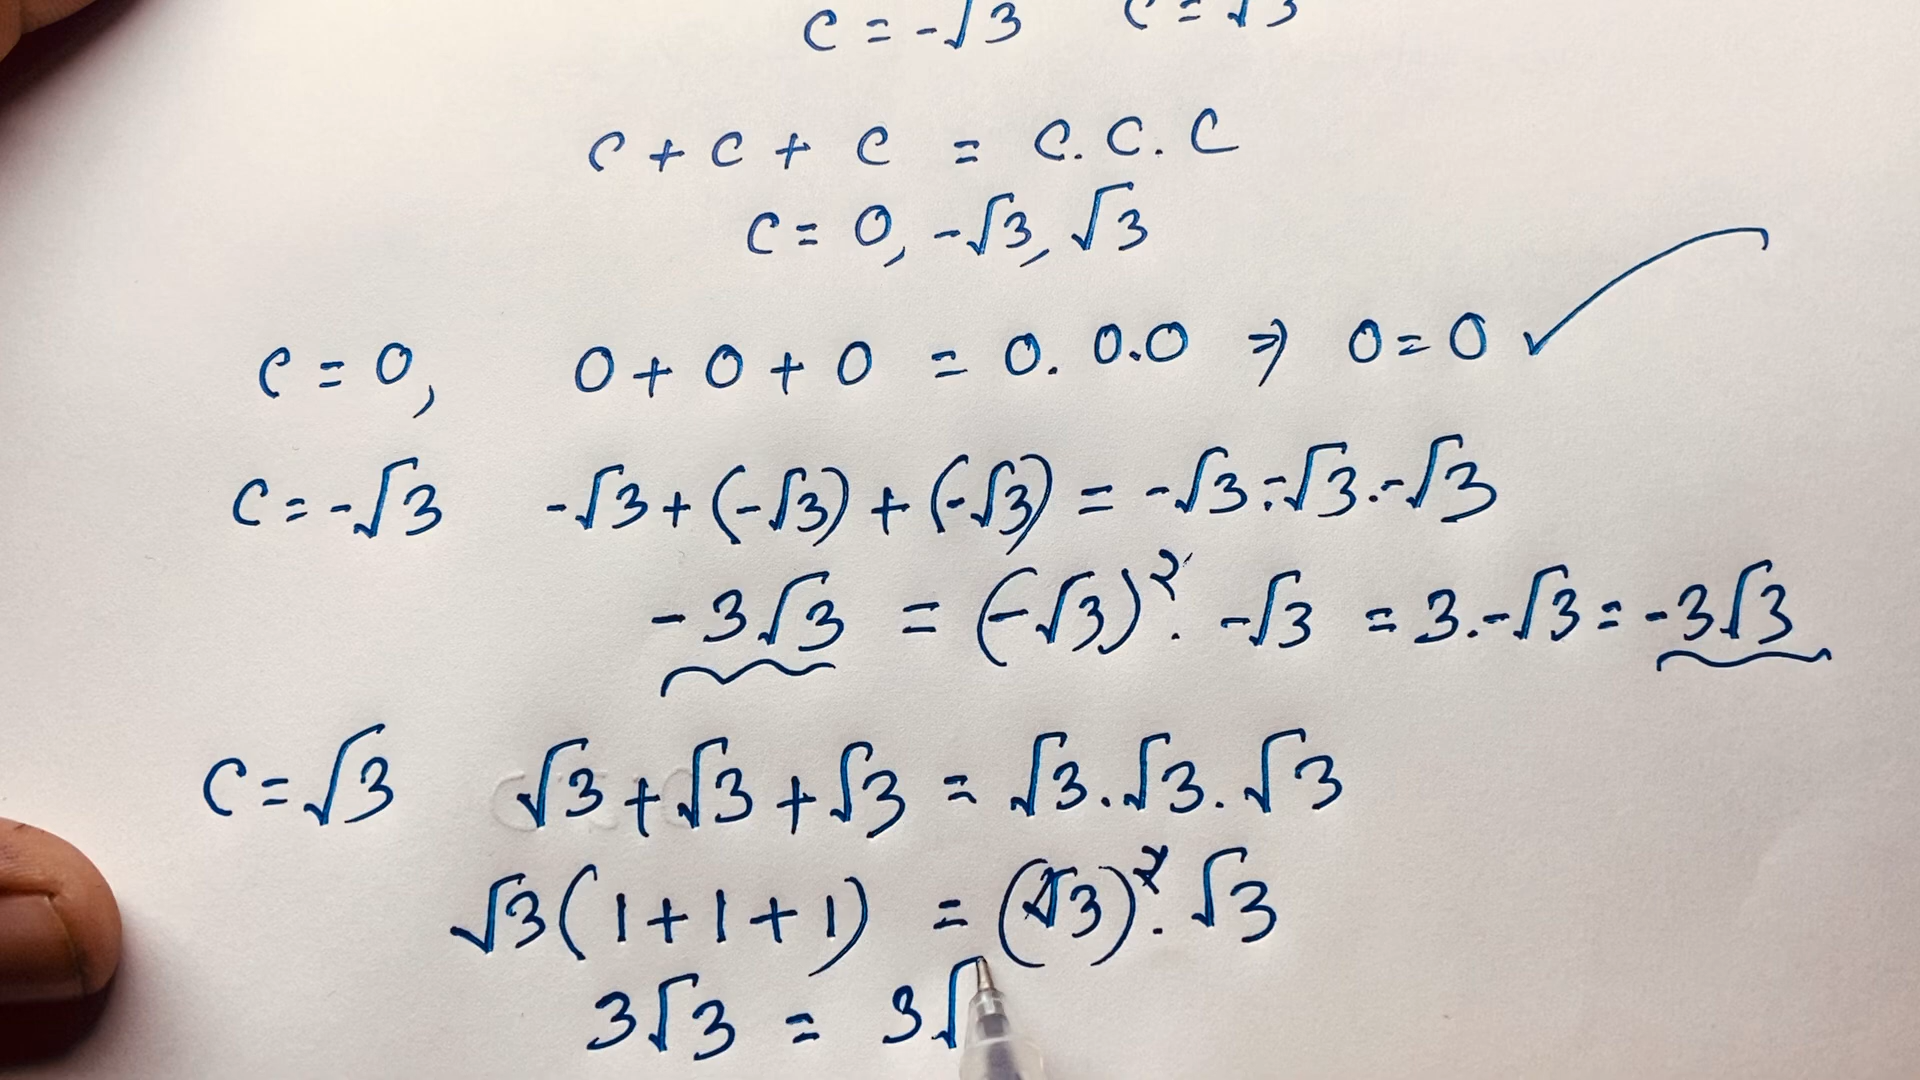 c = -√3 c = √3
c + c + c = c.c.c
c = 0, -√3, √3
c = 0, 0 + 0 + 0 = 0.0.0 ⇒ 0 = 0 ✓
c = -√3 -√3 + (-√3) + (-√3) = -√3.-√3.-√3
-3√3 = (-√3)². -√3 = 3.-√3 = -3√3
c = √3 √3 + √3 + √3 = √3.√3.√3
√3(1+1+1) = (√3)².√3
3√3 = 3√